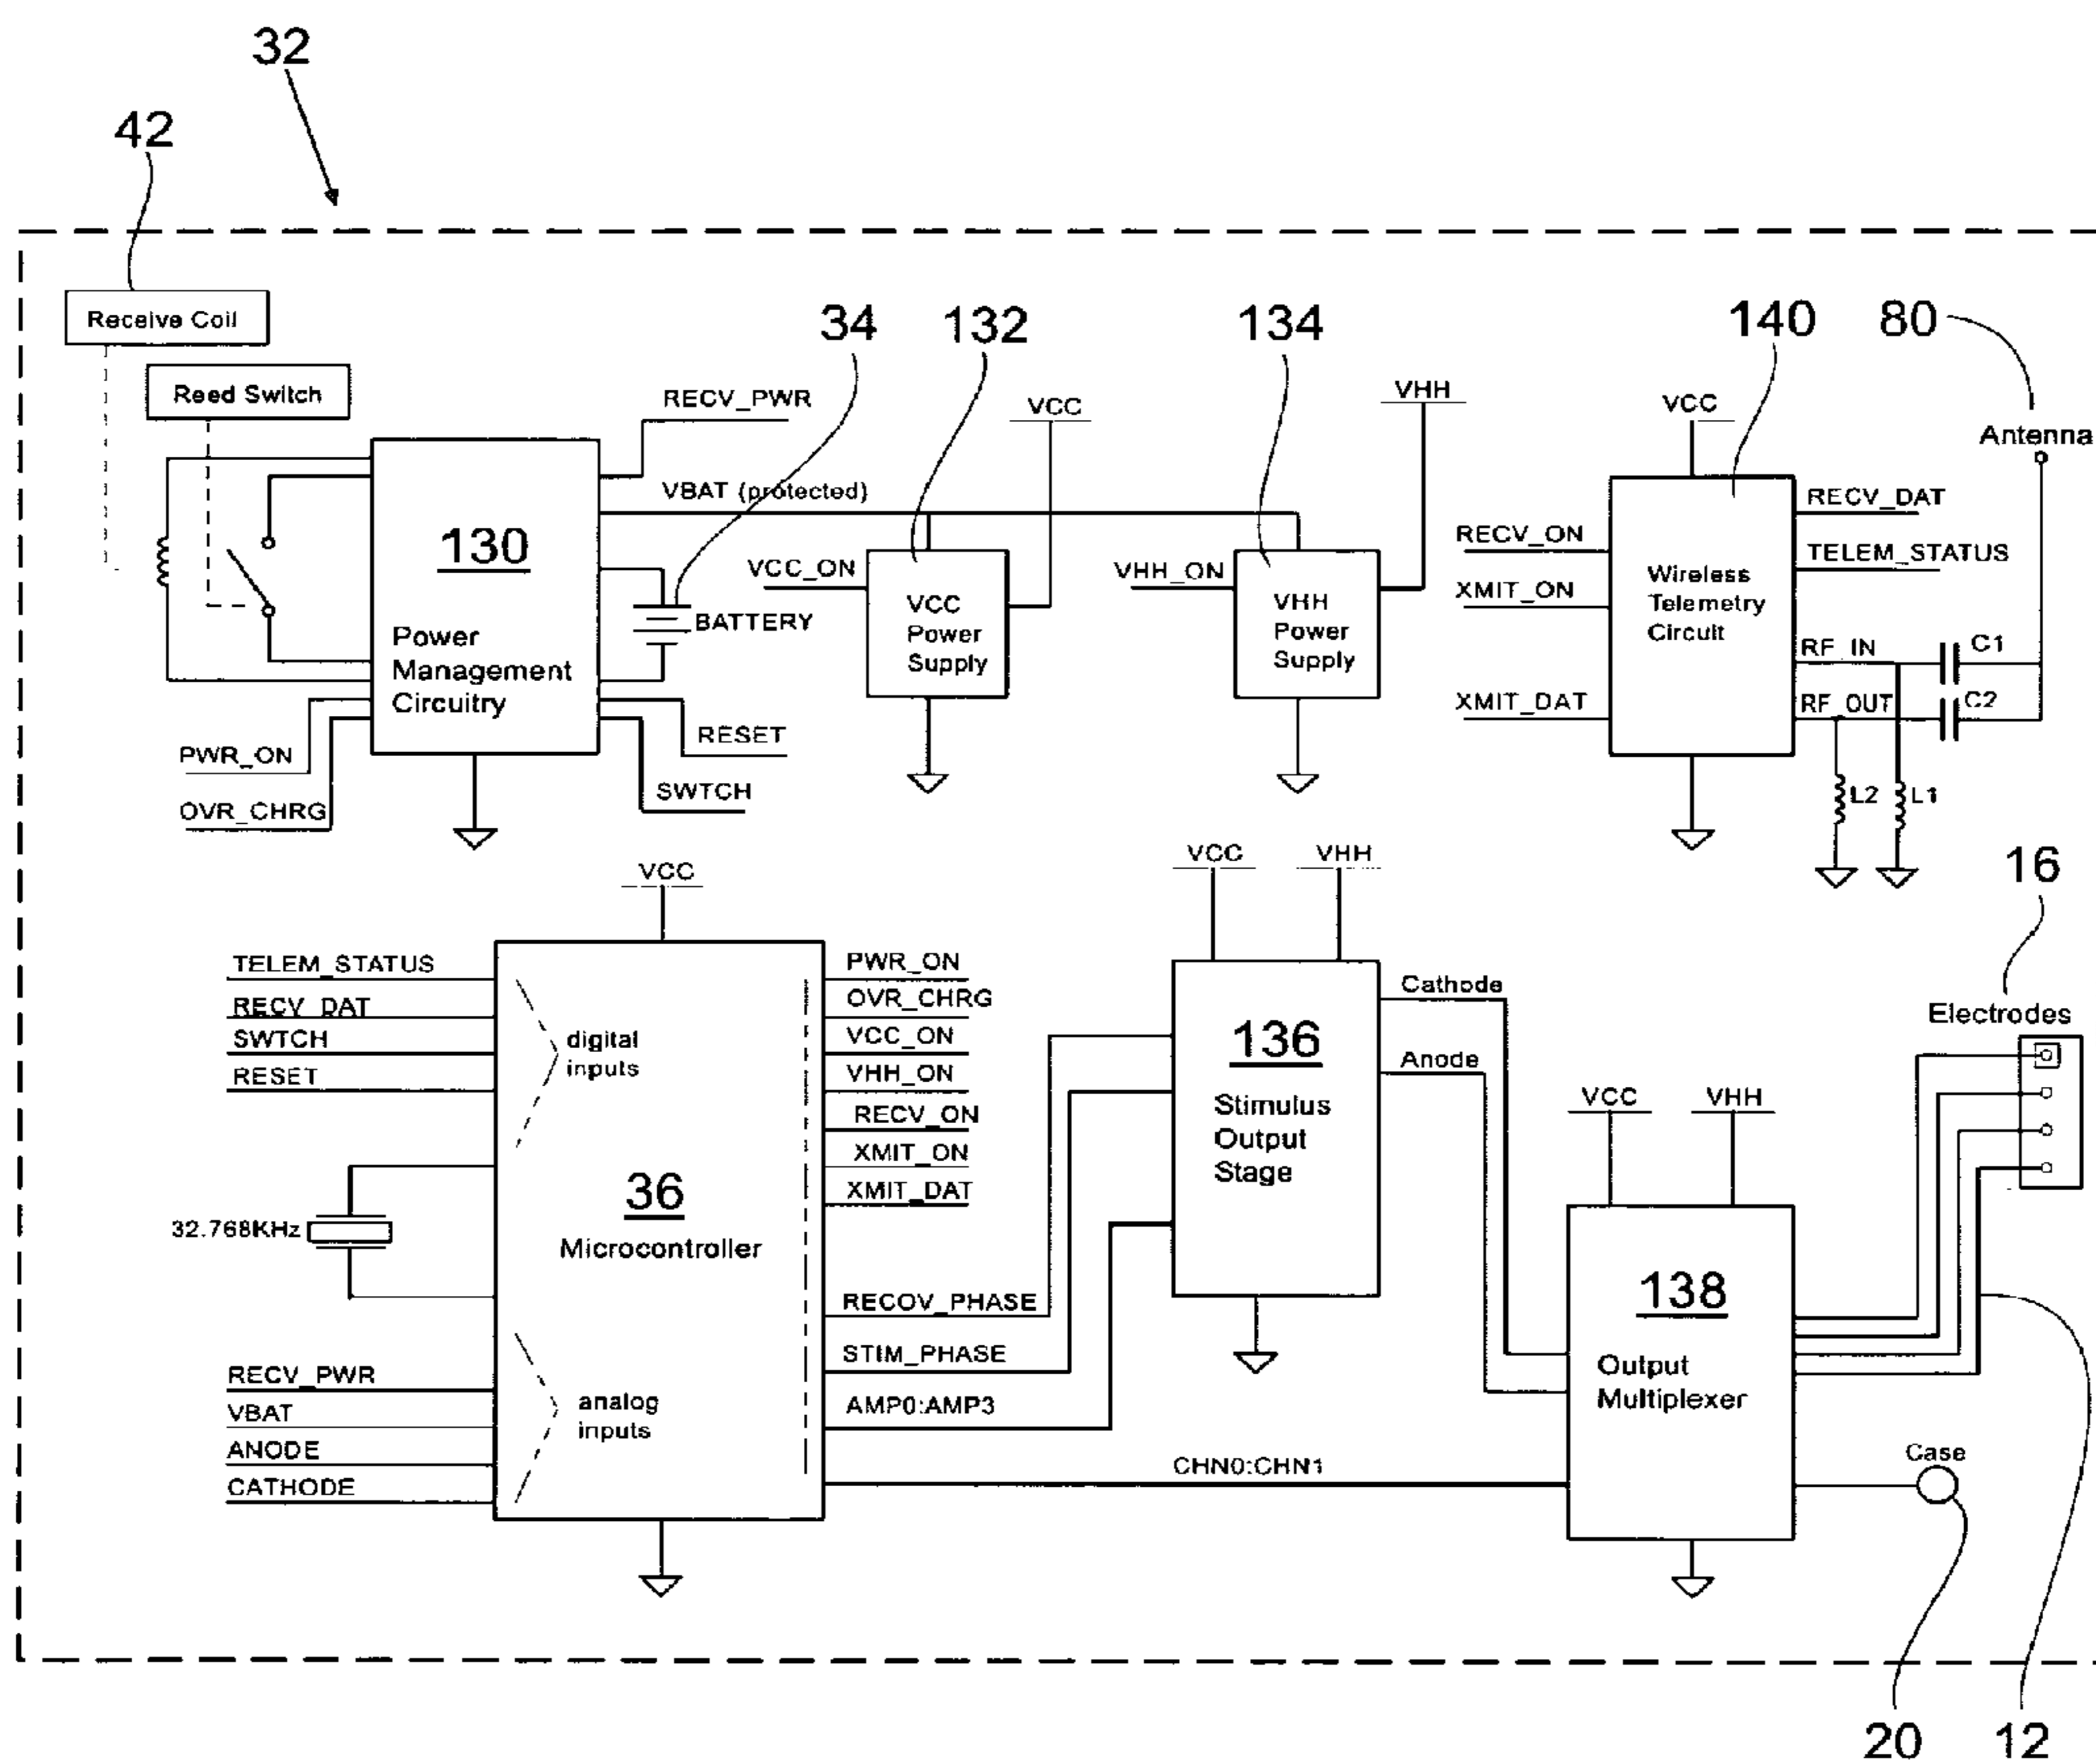 32
42
Receive Coil
Reed Switch
RECV_PWR
34
132
VCC
134
VHH
140
80
VCC
Antenna
VBAT (protected)
130
Power
Management
Circuitry
BATTERY
VCC_ON
VCC
Power
Supply
VHH_ON
VHH
Power
Supply
RECV_ON
XMIT_ON
XMIT_DAT
Wireless
Telemetry
Circuit
RECV_DAT
TELEM_STATUS
RF_IN
C1
RF_OUT
C2
L2
L1
PWR_ON
OVR_CHRG
RESET
SWTCH
VCC
TELEM_STATUS
RECV_DAT
SWTCH
RESET
digital
inputs
32.768KHz
36
Microcontroller
RECV_PWR
VBAT
ANODE
CATHODE
analog
inputs
PWR_ON
OVR_CHRG
VCC_ON
VHH_ON
RECV_ON
XMIT_ON
XMIT_DAT
RECOV_PHASE
STIM_PHASE
AMP0:AMP3
CHN0:CHN1
VCC
VHH
136
Stimulus
Output
Stage
Cathode
Anode
16
Electrodes
VCC
VHH
138
Output
Multiplexer
Case
20
12